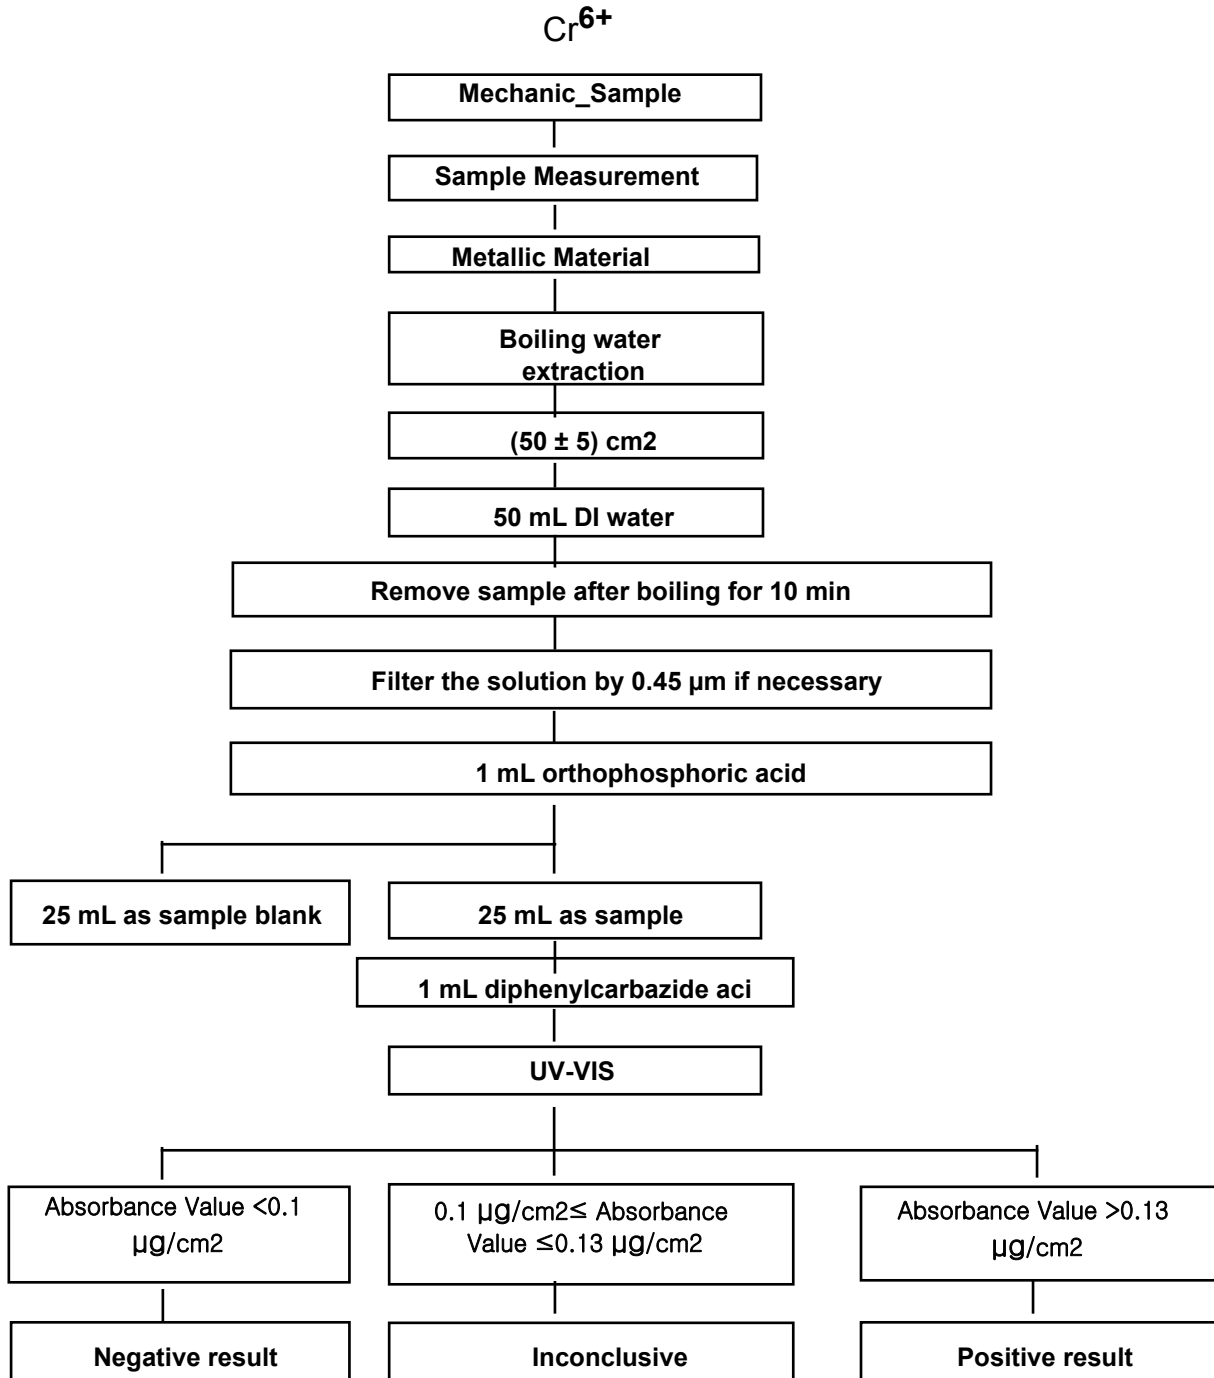 Cr6+
Mechanic_Sample
Sample Measurement
Metallic Material
Boiling water
extraction
(50 ± 5) cm2
50 mL DI water
Remove sample after boiling for 10 min
Filter the solution by 0.45 µm if necessary
1 mL orthophosphoric acid
25 mL as sample blank
25 mL as sample
1 mL diphenylcarbazide aci
UV-VIS
Absorbance Value <0.1
µg/cm2
0.1 µg/cm2≤ Absorbance
Value ≤0.13 µg/cm2
Absorbance Value >0.13
µg/cm2
Negative result
Inconclusive
Positive result